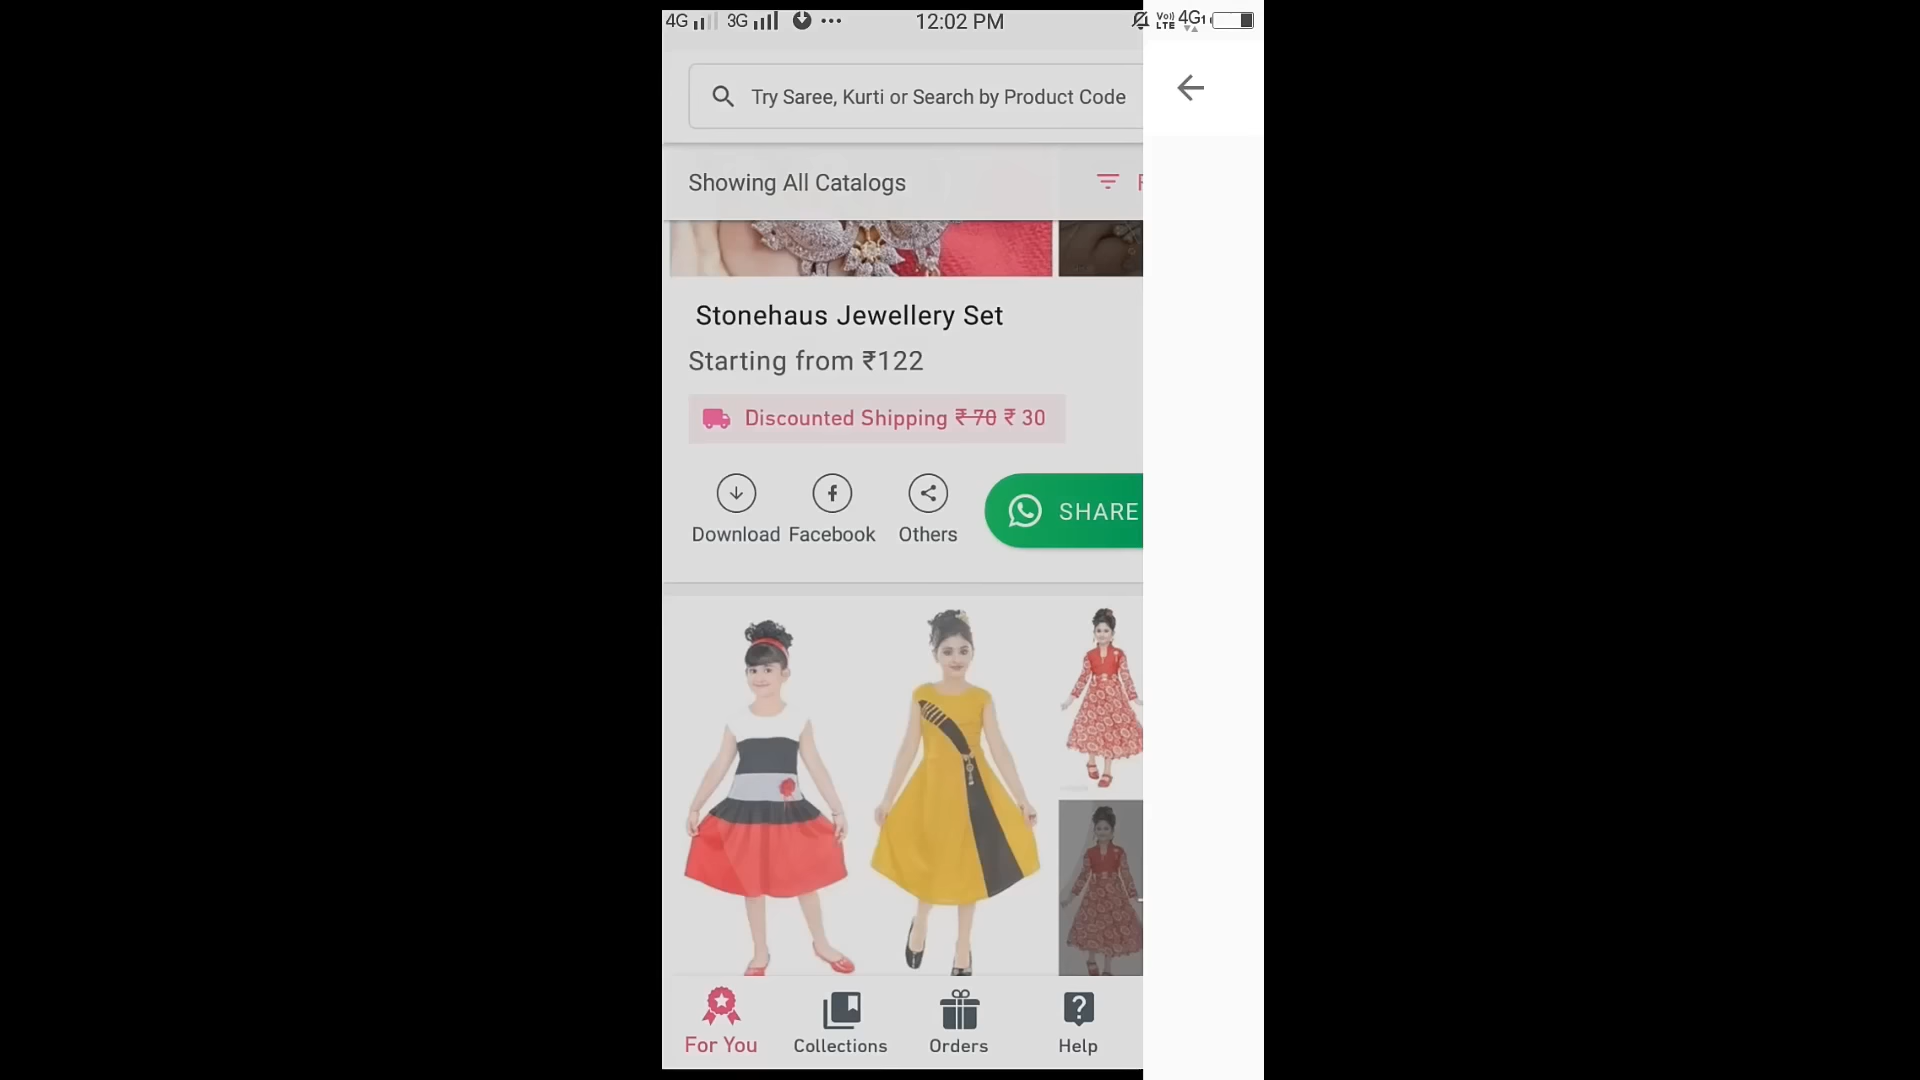 4G 3G 12:02 PM VoLTE 4G
Try Saree, Kurti or Search by Product Code
Showing All Catalogs
Stonehaus Jewellery Set
Starting from ₹122
Discounted Shipping ₹ 70 ₹ 30
Download Facebook Others SHARE
For You Collections Orders Help